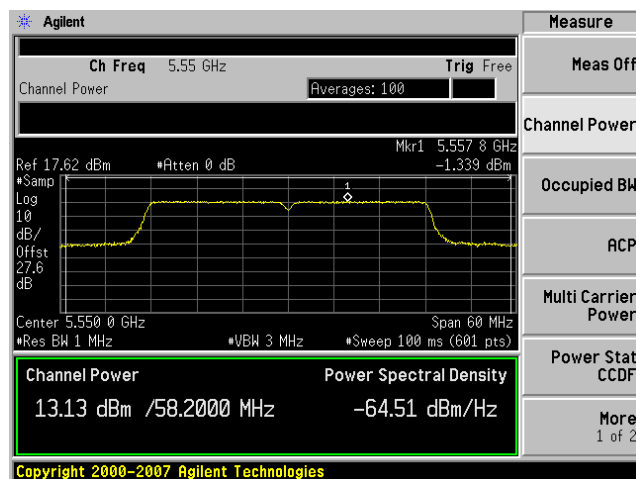 Agilent
Measure
Ch Freq 5.55 GHz Trig Free
Channel Power Averages: 100
Mkr1 5.557 8 GHz
Ref 17.62 dBm #Atten 0 dB -1.339 dBm
#Samp
Log
10
dB/
Offst
27.6
dB
1
Center 5.550 0 GHz Span 60 MHz
#Res BW 1 MHz #VBW 3 MHz #Sweep 100 ms (601 pts)
Channel Power Power Spectral Density
13.13 dBm /58.2000 MHz -64.51 dBm/Hz
Copyright 2000-2007 Agilent Technologies
Meas Off
Channel Power
Occupied BW
ACP
Multi Carrier
Power
Power Stat
CCDF
More
1 of 2